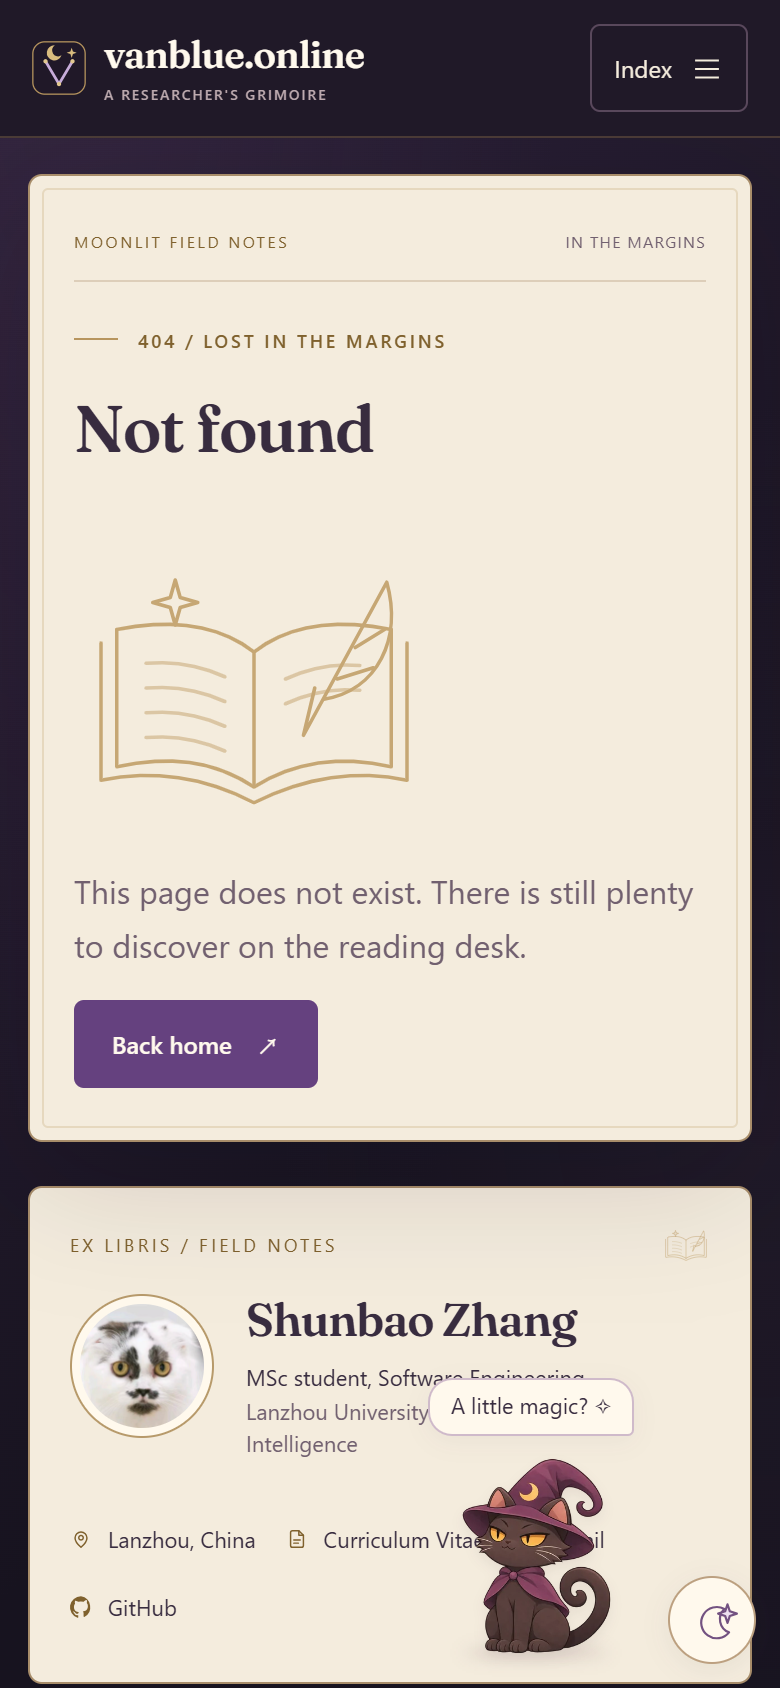 vanblue.online
A RESEARCHER'S GRIMOIRE
Index
MOONLIT FIELD NOTES
IN THE MARGINS
404 / LOST IN THE MARGINS
Not found
This page does not exist. There is still plenty
to discover on the reading desk.
Back home ↗
EX LIBRIS / FIELD NOTES
Shunbao Zhang
MSc student, Software Engineering
Lanzhou University
A little magic? ✧
Intelligence
Lanzhou, China
Curriculum Vitae
GitHub